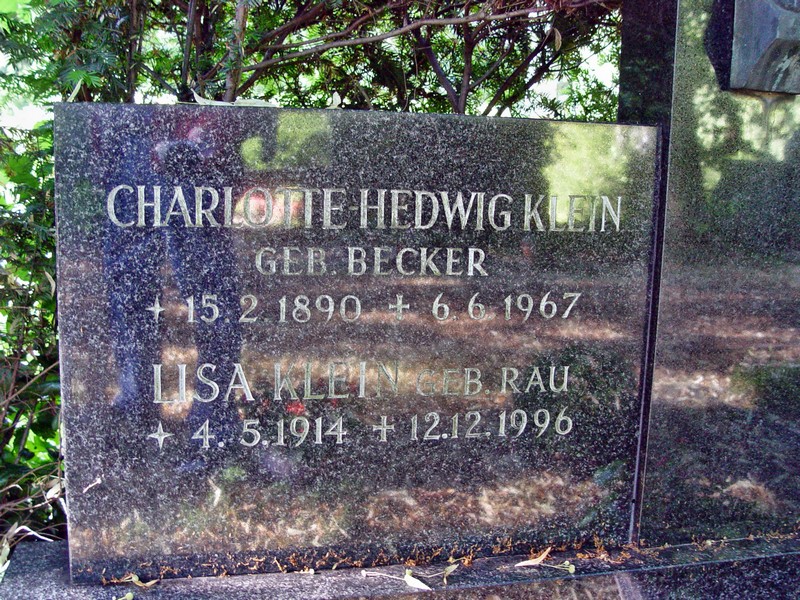 CHARLOTTE-HEDWIG KLEIN
GEB. BECKER
✦ 15.2.1890 ✢ 6.6.1967
LISA KLEIN GEB. RAU
✦ 4.5.1914. ✢ 12.12.1996